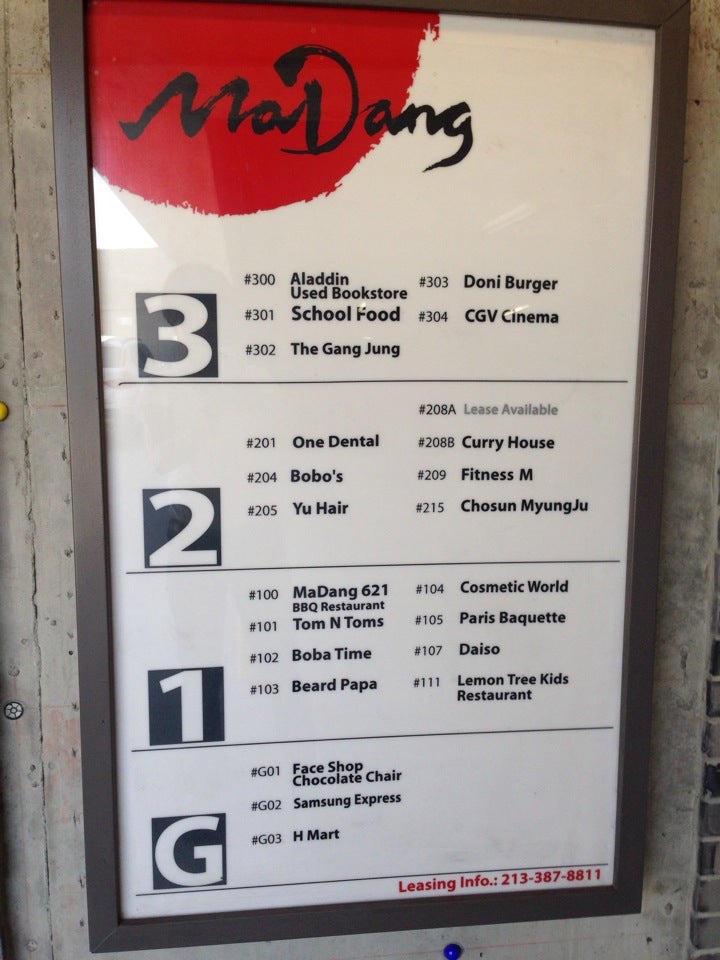 MaDang
3
#300 Aladdin
Used Bookstore
#301 School Food
#302 The Gang Jung
#303 Doni Burger
#304 CGV Cinema
2
#201 One Dental
#204 Bobo's
#205 Yu Hair
#208A Lease Available
#208B Curry House
#209 Fitness M
#215 Chosun MyungJu
1
#100 MaDang 621
BBQ Restaurant
#101 Tom N Toms
#102 Boba Time
#103 Beard Papa
#104 Cosmetic World
#105 Paris Baquette
#107 Daiso
#111 Lemon Tree Kids
Restaurant
G
#G01 Face Shop
Chocolate Chair
#G02 Samsung Express
#G03 H Mart
Leasing Info.: 213-387-8811